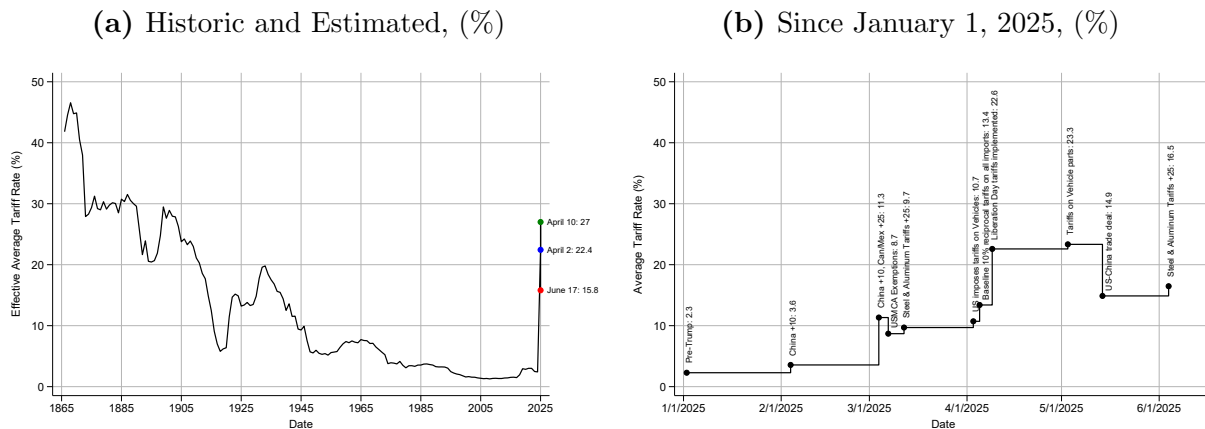 (a) Historic and Estimated, (%)
Effective Average Tariff Rate (%)
50
40
30
20
10
0
1865 1885 1905 1925 1945 1965 1985 2005 2025
Date
April 10: 27
April 2: 22.4
June 17: 15.8
(b) Since January 1, 2025, (%)
Average Tariff Rate (%)
50
40
30
20
10
0
1/1/2025 2/1/2025 3/1/2025 4/1/2025 5/1/2025 6/1/2025
Date
Pre-Trump: 2.3
China +10: 3.6
China +10, Can/Mex +25: 11.3
USMCA Exemptions: 8.7
Steel & Aluminum Tariffs +25: 9.7
US imposes tariffs on Vehicles: 10.7
Baseline 10% reciprocal tariffs on all imports: 13.4
Liberation Day tariffs implemented: 22.6
Tariffs on Vehicle parts: 23.3
US-China trade deal: 14.9
Steel & Aluminum Tariffs +25: 16.5